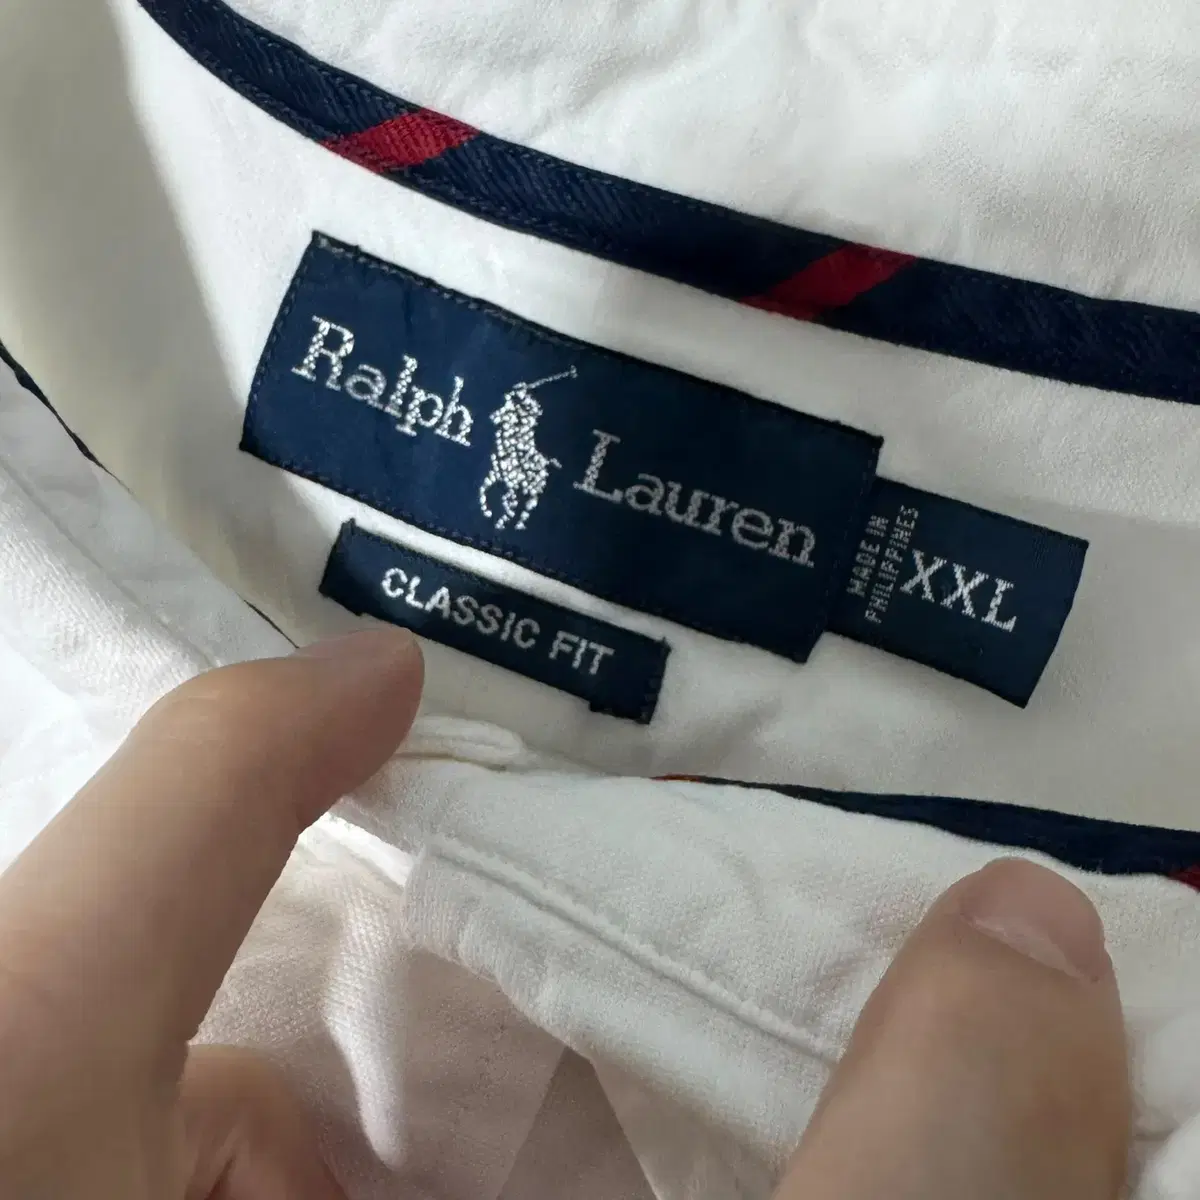 Ralph Lauren
MADE IN
PHILIPPINES
XXL
CLASSIC FIT